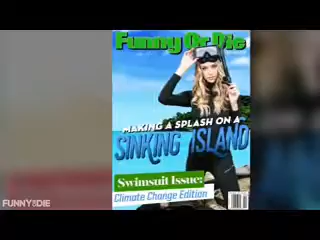 Funny Or Die
MAKING A SPLASH ON A
SINKING ISLAND
Swimsuit Issue:
Climate Change Edition
FUNNY OR DIE